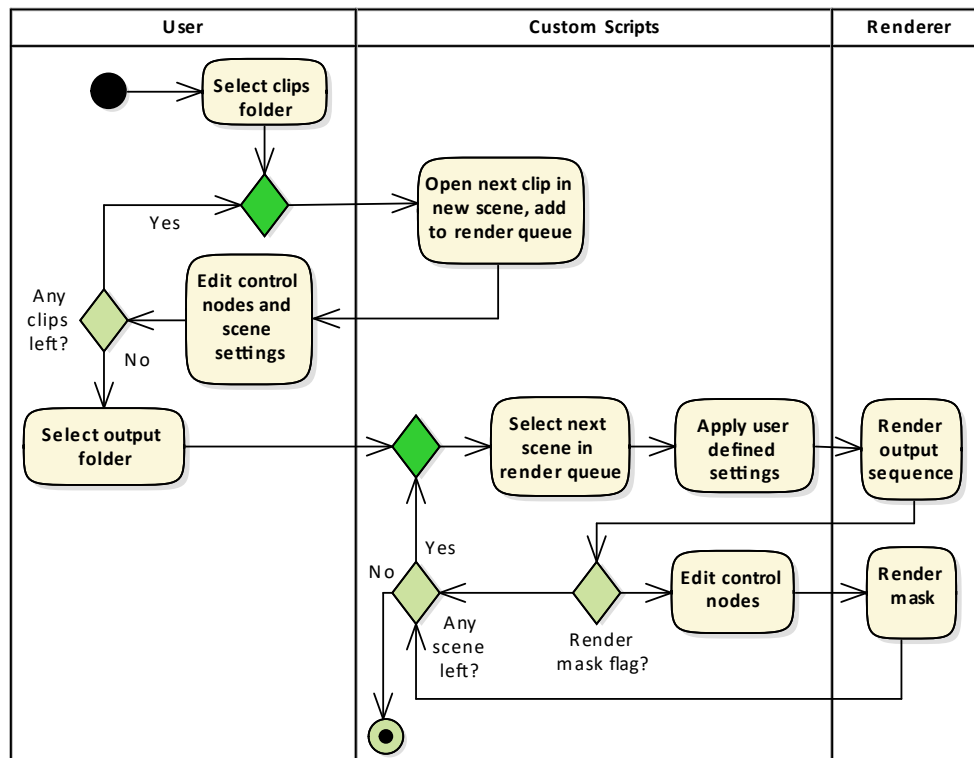 User
Custom Scripts
Renderer
Select clips
folder
Open next clip in
new scene, add
to render queue
Yes
Edit control
nodes and
scene
settings
Any
clips
left?
No
Select output
folder
Select next
scene in
render queue
Apply user
defined
settings
Render
output
sequence
Yes
No
Any
scene
left?
Render
mask flag?
Edit control
nodes
Render
mask